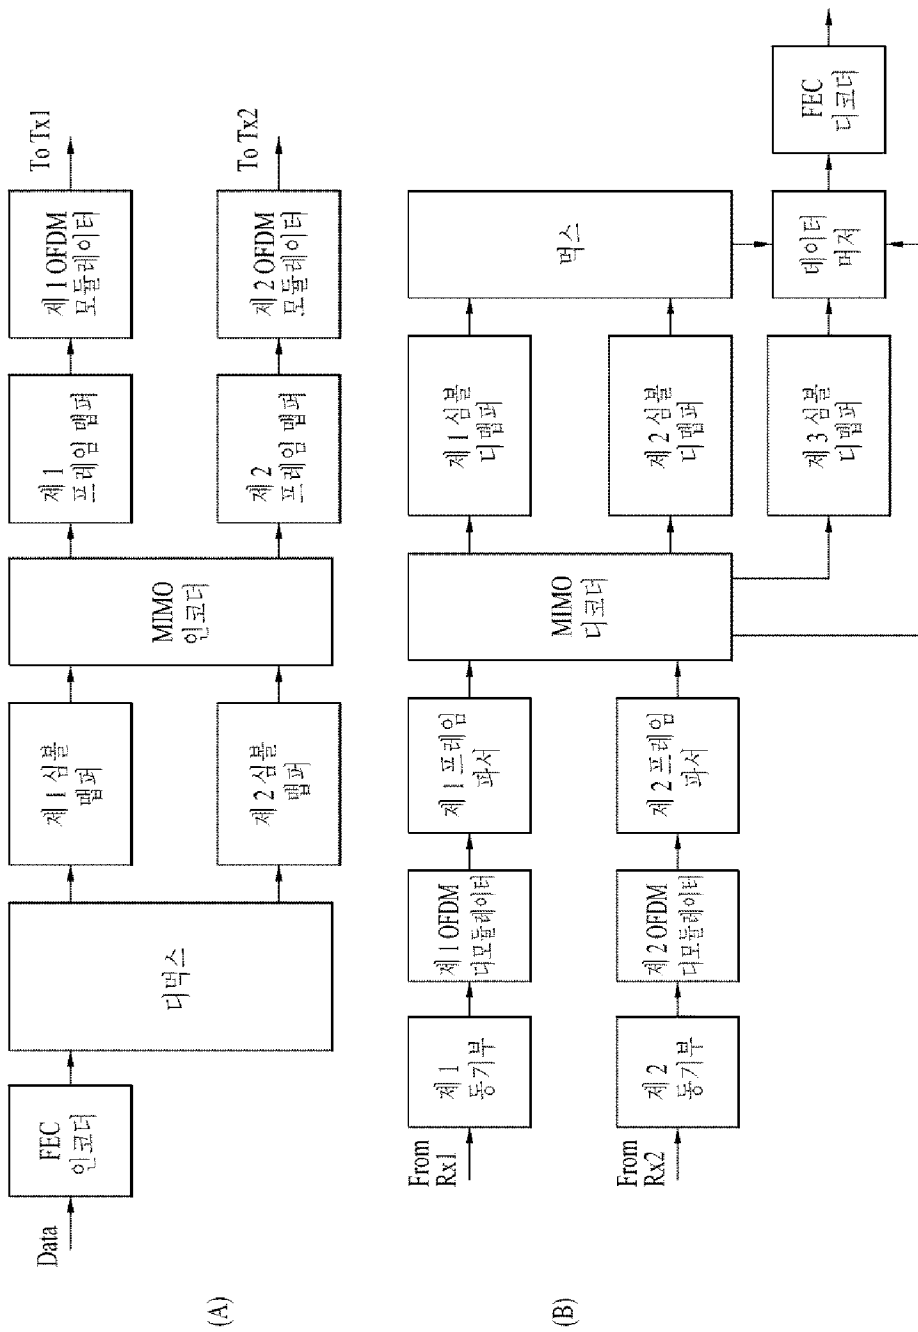 (A)
Data
FEC
인코더
디먹스
제 1 심볼
맵퍼
제 2 심볼
맵퍼
MIMO
인코더
제 1
프레임 맵퍼
제 2
프레임 맵퍼
제 1 OFDM
모듈레이터
제 2 OFDM
모듈레이터
To Tx1
To Tx2
(B)
From
Rx1
From
Rx2
제 1
동기부
제 2
동기부
제 1 OFDM
디모듈레이터
제 2 OFDM
디모듈레이터
제 1 프레임
파서
제 2 프레임
파서
MIMO
디코더
제 1 심볼
디맵퍼
제 2 심볼
디맵퍼
제 3 심볼
디맵퍼
먹스
데이터
머저
FEC
디코더